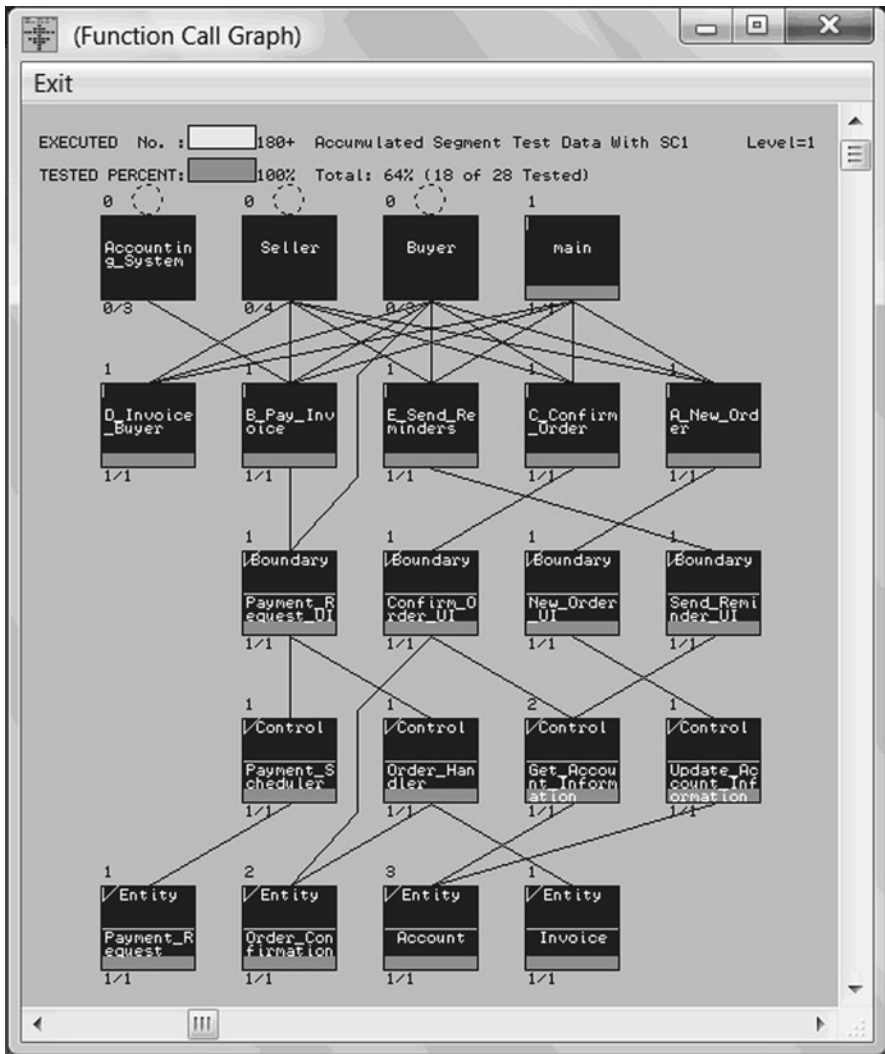 (Function Call Graph)
Exit
EXECUTED No. : 180+ Accumulated Segment Test Data With SC1 Level=1
TESTED PERCENT: 100% Total: 64% (18 of 28 Tested)
0 0 0 1
Accountin
g_System
Seller
Buyer
main
0/3 0/4 0/3 1/1
1 1 1 1 1
D_Invoice
_Buyer
B_Pay_Inv
oice
E_Send_Re
minders
C_Confirm
_Order
A_New_Ord
er
1/1 1/1 1/1 1/1 1/1
1 1 1 1
Boundary
Payment_R
equest_UI
Boundary
Confirm_O
rder_UI
Boundary
New_Order
_UI
Boundary
Send_Remi
nder_UI
1/1 1/1 1/1 1/1
1 1 2 1
Control
Payment_S
cheduler
Control
Order_Han
dler
Control
Get_Accou
nt_Inform
ation
Control
Update_Ac
count_Inf
ormation
1/1 1/1 1/1 1/1
1 2 3 1
Entity
Payment_R
equest
Entity
Order_Con
firmation
Entity
Account
Entity
Invoice
1/1 1/1 1/1 1/1